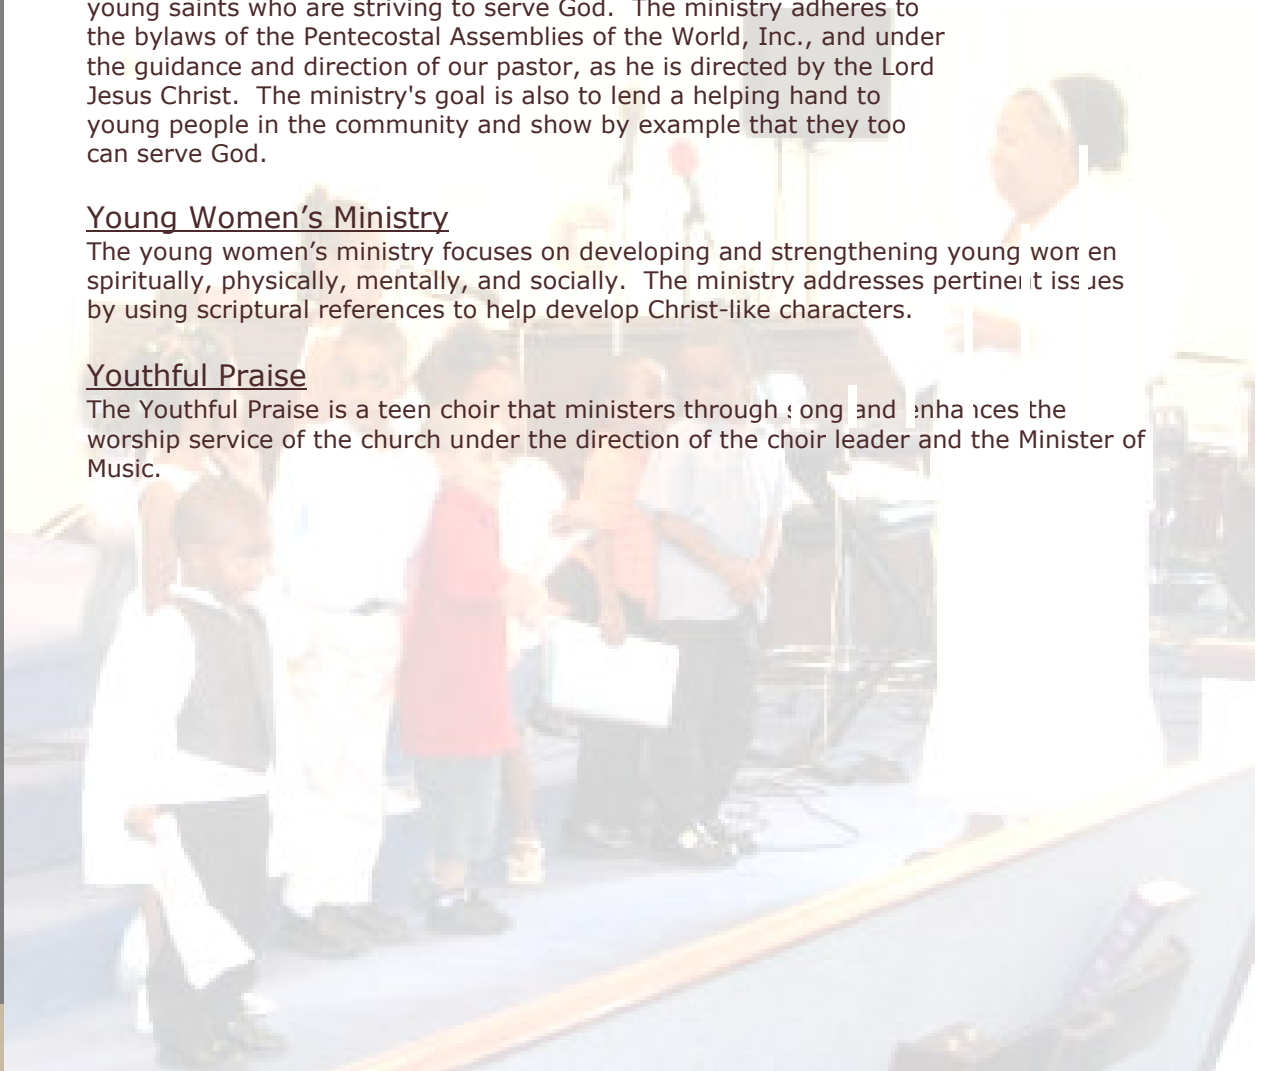 young saints who are striving to serve God.  The ministry adheres to
the bylaws of the Pentecostal Assemblies of the World, Inc., and under
the guidance and direction of our pastor, as he is directed by the Lord
Jesus Christ.  The ministry's goal is also to lend a helping hand to
young people in the community and show by example that they too
can serve God.
Young Women’s Ministry
The young women’s ministry focuses on developing and strengthening young women
spiritually, physically, mentally, and socially.  The ministry addresses pertinent issues
by using scriptural references to help develop Christ-like characters.
Youthful Praise
The Youthful Praise is a teen choir that ministers through song and enhances the
worship service of the church under the direction of the choir leader and the Minister of
Music.